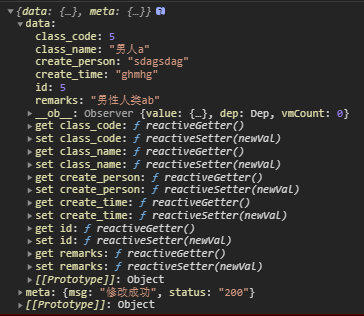 ▼{data: {…}, meta: {…}} i
▼data:
class_code: 5
class_name: "男人a"
create_person: "sdagsdag"
create_time: "ghmhg"
id: 5
remarks: "男性人类ab"
▶__ob__: Observer {value: {…}, dep: Dep, vmCount: 0}
▶get class_code: ƒ reactiveGetter()
▶set class_code: ƒ reactiveSetter(newVal)
▶get class_name: ƒ reactiveGetter()
▶set class_name: ƒ reactiveSetter(newVal)
▶get create_person: ƒ reactiveGetter()
▶set create_person: ƒ reactiveSetter(newVal)
▶get create_time: ƒ reactiveGetter()
▶set create_time: ƒ reactiveSetter(newVal)
▶get id: ƒ reactiveGetter()
▶set id: ƒ reactiveSetter(newVal)
▶get remarks: ƒ reactiveGetter()
▶set remarks: ƒ reactiveSetter(newVal)
▶[[Prototype]]: Object
▶meta: {msg: "修改成功", status: "200"}
▶[[Prototype]]: Object